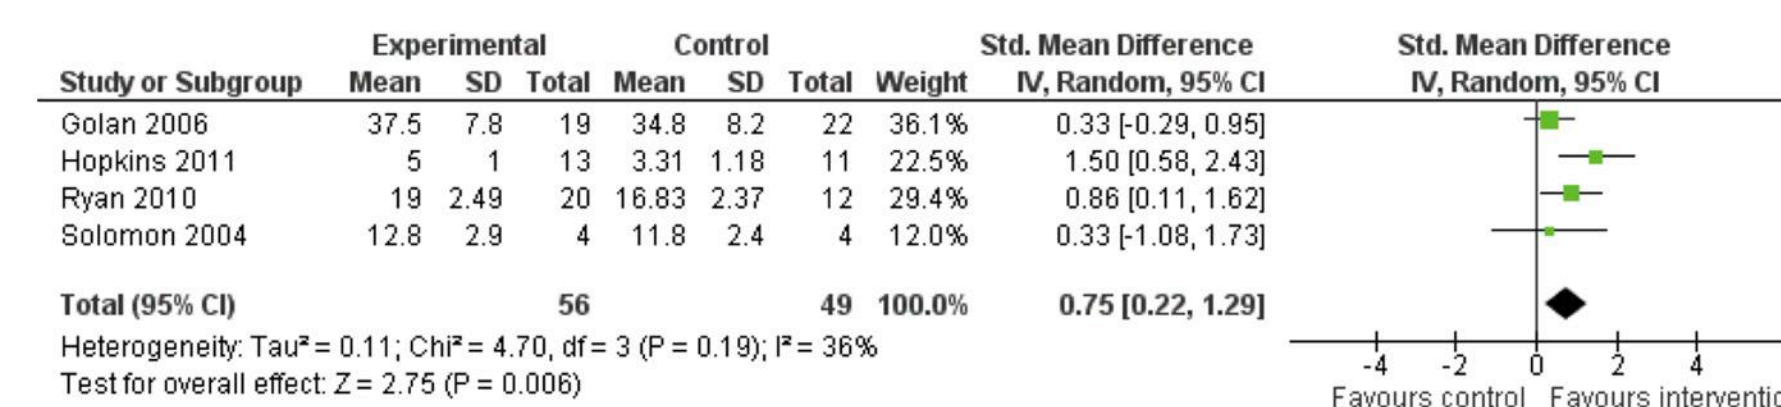 Experimental Control Std. Mean Difference Std. Mean Difference
Study or Subgroup Mean SD Total Mean SD Total Weight IV, Random, 95% CI IV, Random, 95% CI
Golan 2006 37.5 7.8 19 34.8 8.2 22 36.1% 0.33 [-0.29, 0.95]
Hopkins 2011 5 1 13 3.31 1.18 11 22.5% 1.50 [0.58, 2.43]
Ryan 2010 19 2.49 20 16.83 2.37 12 29.4% 0.86 [0.11, 1.62]
Solomon 2004 12.8 2.9 4 11.8 2.4 4 12.0% 0.33 [-1.08, 1.73]
Total (95% CI) 56 49 100.0% 0.75 [0.22, 1.29]
Heterogeneity: Tau² = 0.11; Chi² = 4.70, df = 3 (P = 0.19); I² = 36%
Test for overall effect: Z = 2.75 (P = 0.006)
-4 -2 0 2 4
Favours control Favours interventio